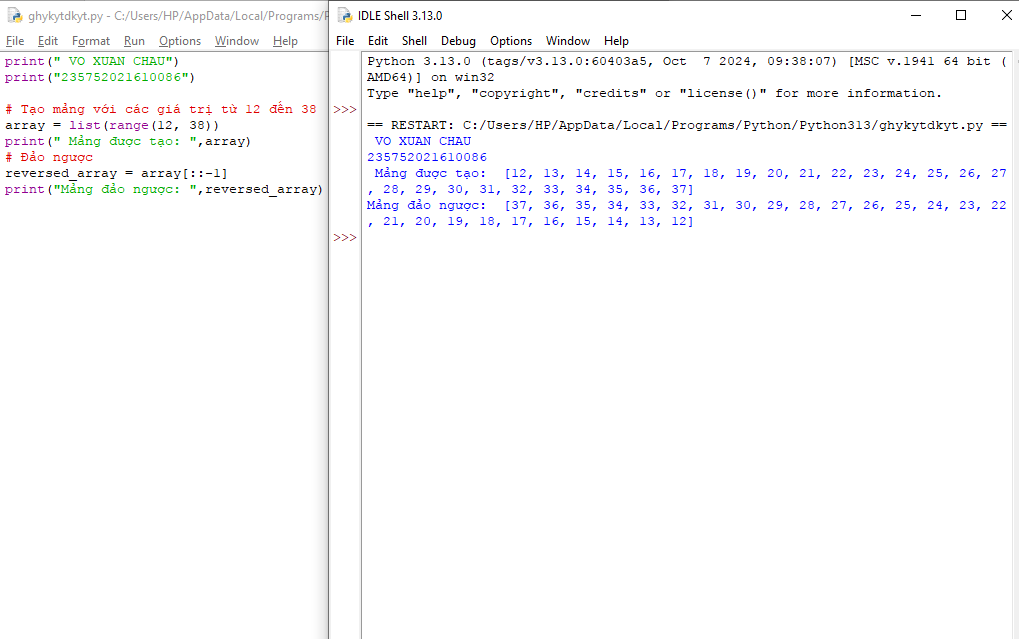 ghykytdkyt.py - C:/Users/HP/AppData/Local/Programs/P
File Edit Format Run Options Window Help
print(" VO XUAN CHAU")
print("235752021610086")
# Tạo mảng với các giá trị từ 12 đến 38
array = list(range(12, 38))
print(" Mảng được tạo: ",array)
# Đảo ngược
reversed_array = array[::-1]
print("Mảng đảo ngược: ",reversed_array)
IDLE Shell 3.13.0
File Edit Shell Debug Options Window Help
Python 3.13.0 (tags/v3.13.0:60403a5, Oct  7 2024, 09:38:07) [MSC v.1941 64 bit (
AMD64)] on win32
Type "help", "copyright", "credits" or "license()" for more information.
>>>
== RESTART: C:/Users/HP/AppData/Local/Programs/Python/Python313/ghykytdkyt.py ==
 VO XUAN CHAU
235752021610086
 Mảng được tạo:  [12, 13, 14, 15, 16, 17, 18, 19, 20, 21, 22, 23, 24, 25, 26, 27
, 28, 29, 30, 31, 32, 33, 34, 35, 36, 37]
Mảng đảo ngược:  [37, 36, 35, 34, 33, 32, 31, 30, 29, 28, 27, 26, 25, 24, 23, 22
, 21, 20, 19, 18, 17, 16, 15, 14, 13, 12]
>>>